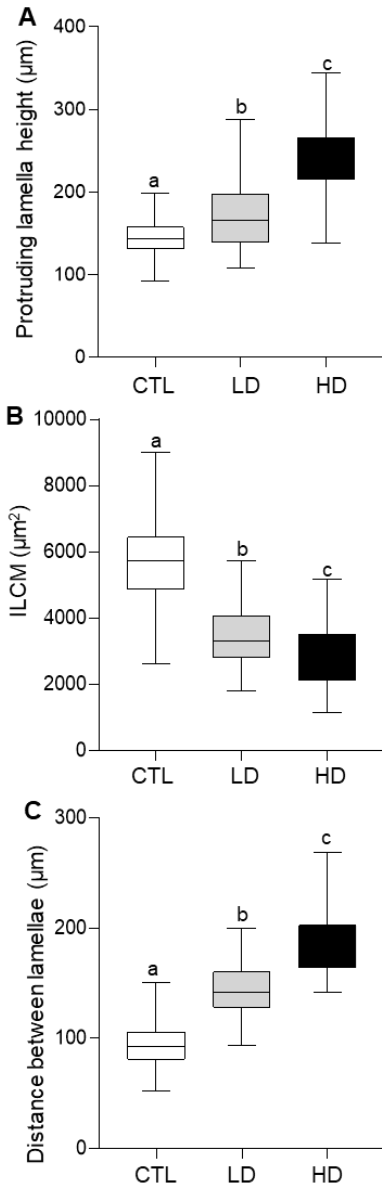 A
Protruding lamella height (µm)
400
300
200
100
0
a
b
c
CTL
LD
HD
B
ILCM (µm²)
10000
8000
6000
4000
2000
0
a
b
c
CTL
LD
HD
C
Distance between lamellae (µm)
300
200
100
0
a
b
c
CTL
LD
HD